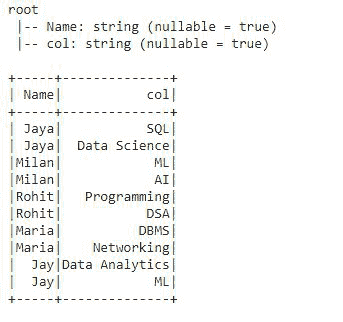 root
 |-- Name: string (nullable = true)
 |-- col: string (nullable = true)

+-----+--------------+
| Name|           col|
+-----+--------------+
| Jaya|           SQL|
| Jaya|  Data Science|
|Milan|            ML|
|Milan|            AI|
|Rohit|   Programming|
|Rohit|           DSA|
|Maria|          DBMS|
|Maria|    Networking|
|  Jay|Data Analytics|
|  Jay|            ML|
+-----+--------------+